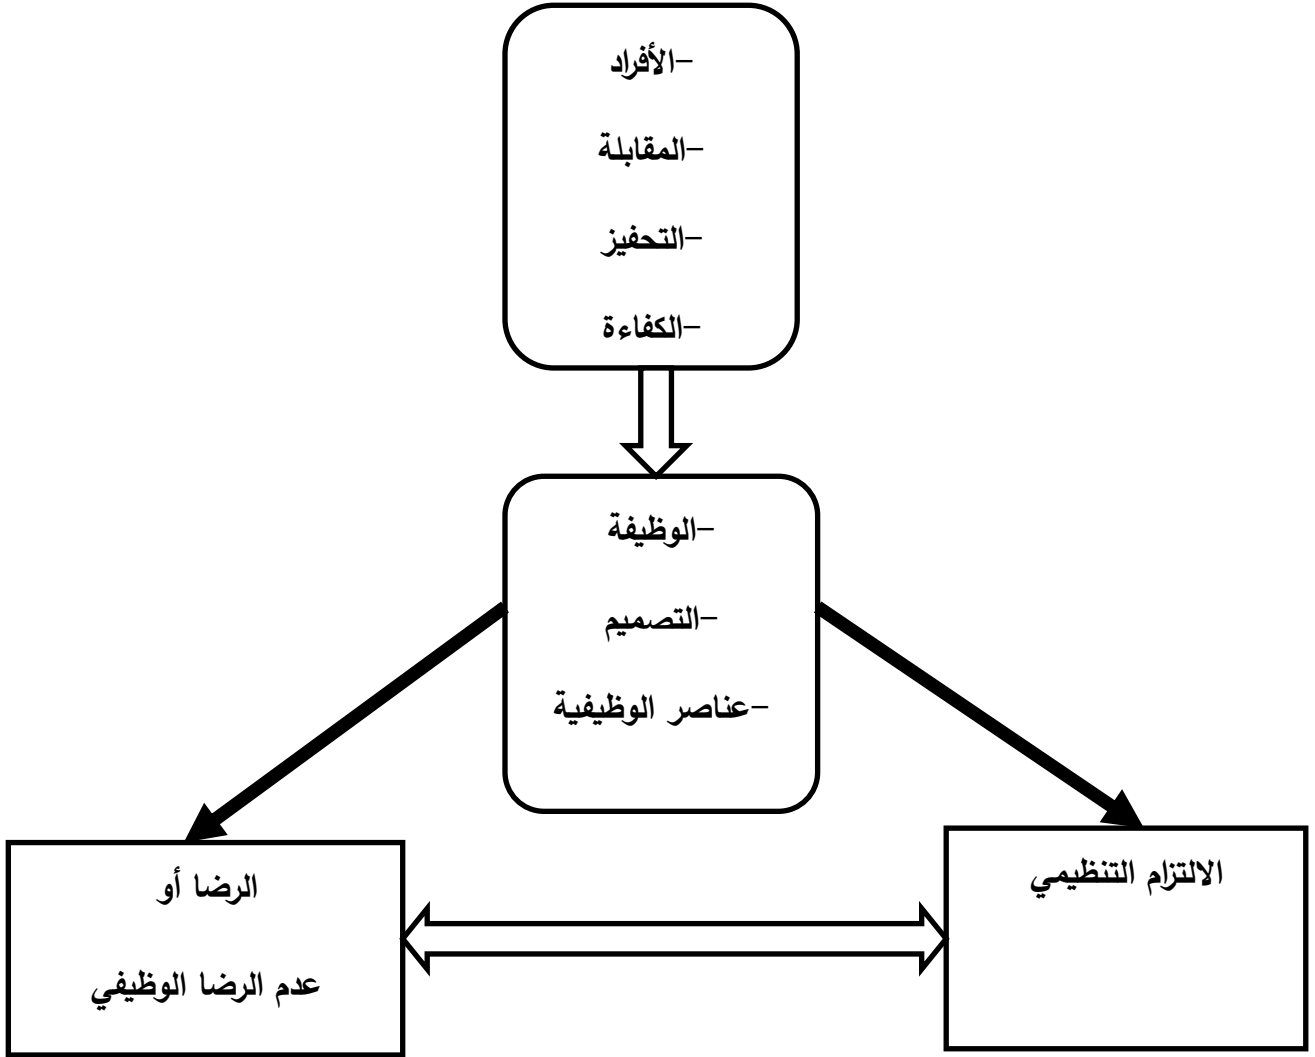 -الأفراد
-المقابلة
-التحفيز
-الكفاءة
-الوظيفة
-التصميم
-عناصر الوظيفية
الالتزام التنظيمي
الرضا أو
عدم الرضا الوظيفي